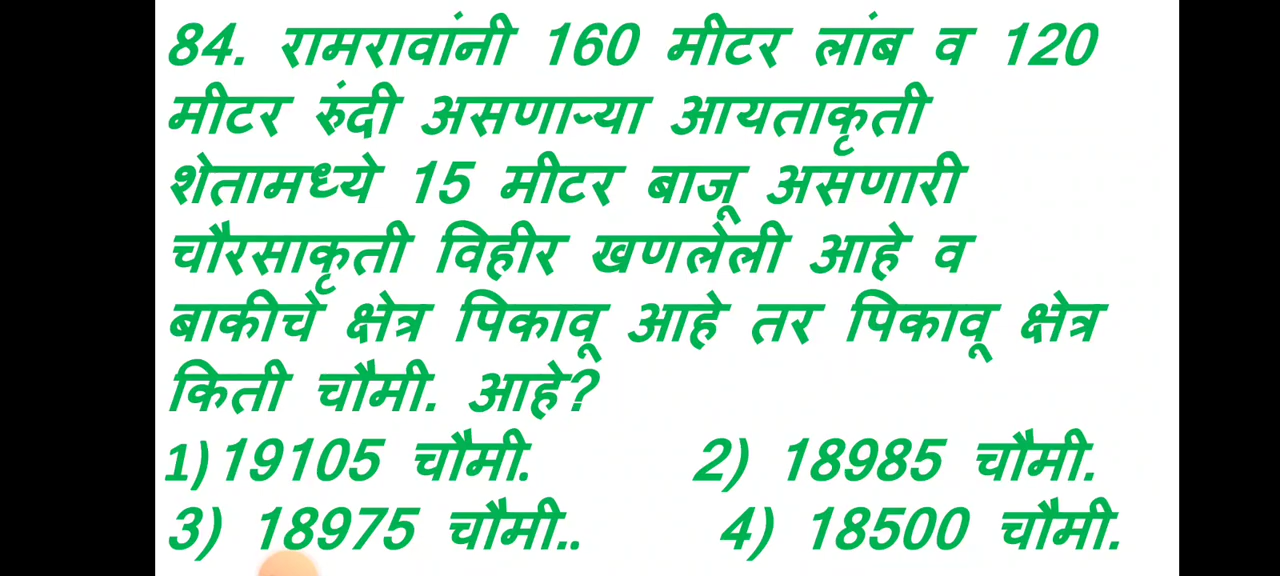 84. रामरावांनी 160 मीटर लांब व 120
मीटर रुंदी असणाऱ्या आयताकृती
शेतामध्ये 15 मीटर बाजू असणारी
चौरसाकृती विहीर खणलेली आहे व
बाकीचे क्षेत्र पिकावू आहे तर पिकावू क्षेत्र
किती चौमी. आहे?
1) 19105 चौमी. 2) 18985 चौमी.
3) 18975 चौमी.. 4) 18500 चौमी.